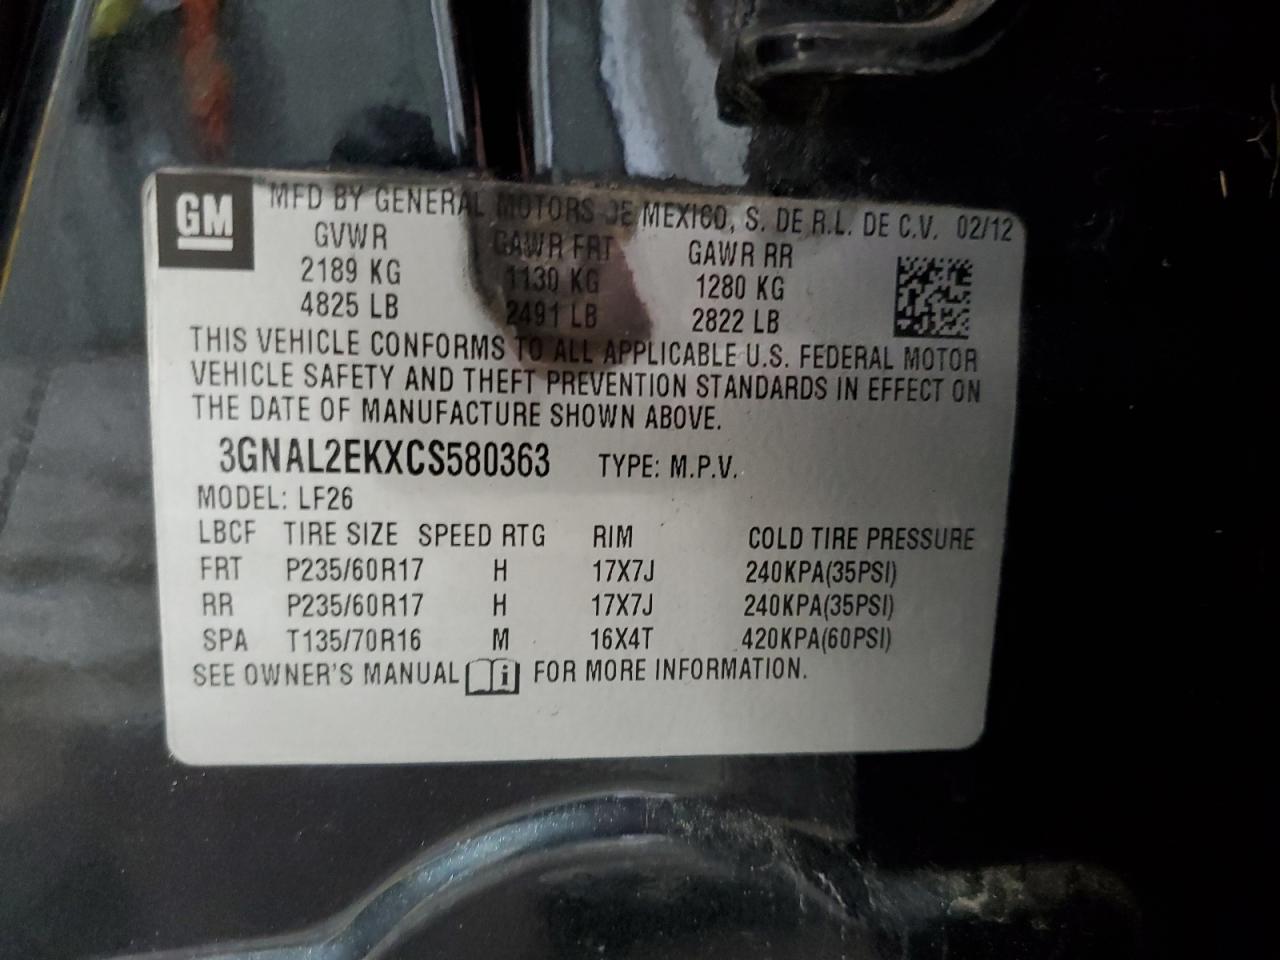 GM MFD BY GENERAL MOTORS DE MEXICO, S. DE R.L. DE C.V. 02/12
GVWR GAWR FRT GAWR RR
2189 KG 1130 KG 1280 KG
4825 LB 2491 LB 2822 LB
THIS VEHICLE CONFORMS TO ALL APPLICABLE U.S. FEDERAL MOTOR
VEHICLE SAFETY AND THEFT PREVENTION STANDARDS IN EFFECT ON
THE DATE OF MANUFACTURE SHOWN ABOVE.
3GNAL2EKXCS580363 TYPE: M.P.V.
MODEL: LF26
LBCF TIRE SIZE SPEED RTG RIM COLD TIRE PRESSURE
FRT P235/60R17 H 17X7J 240KPA(35PSI)
RR P235/60R17 H 17X7J 240KPA(35PSI)
SPA T135/70R16 M 16X4T 420KPA(60PSI)
SEE OWNER'S MANUAL i FOR MORE INFORMATION.